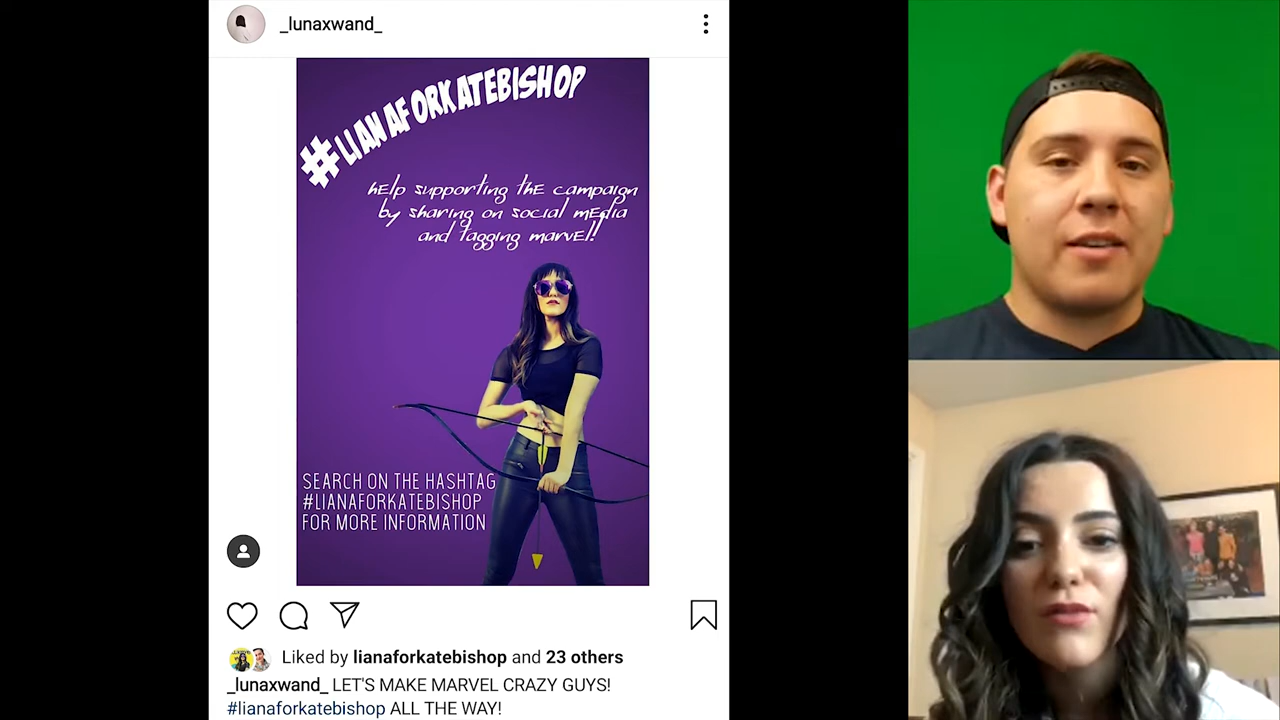 _lunaxwand_
#LIANAFORKATEBISHOP
help supporting the campaign
by sharing on social media
and tagging marvel!!
SEARCH ON THE HASHTAG
#LIANAFORKATEBISHOP
FOR MORE INFORMATION
Liked by lianaforkatebishop and 23 others
_lunaxwand_ LET'S MAKE MARVEL CRAZY GUYS!
#lianaforkatebishop ALL THE WAY!